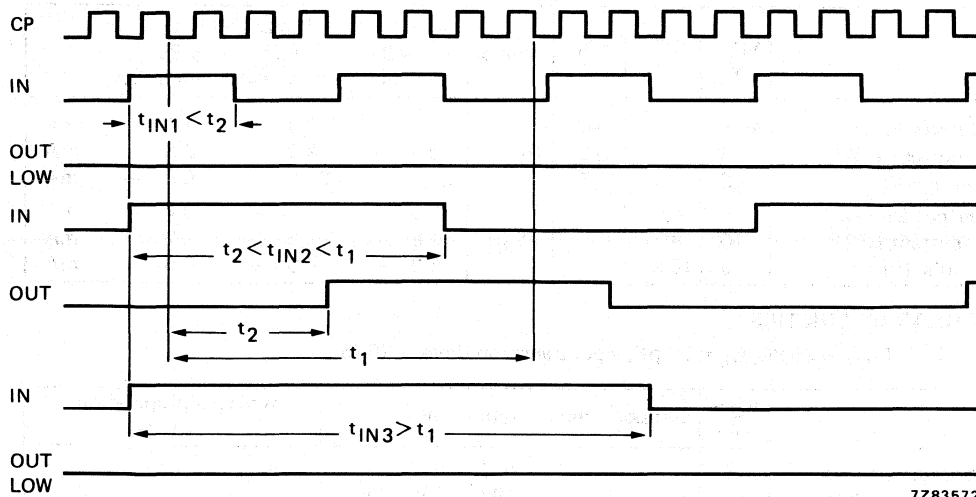 CP
IN
t_IN1 < t_2
OUT
LOW
IN
t_2 < t_IN2 < t_1
OUT
t_2
t_1
IN
t_IN3 > t_1
OUT
LOW
7Z83572